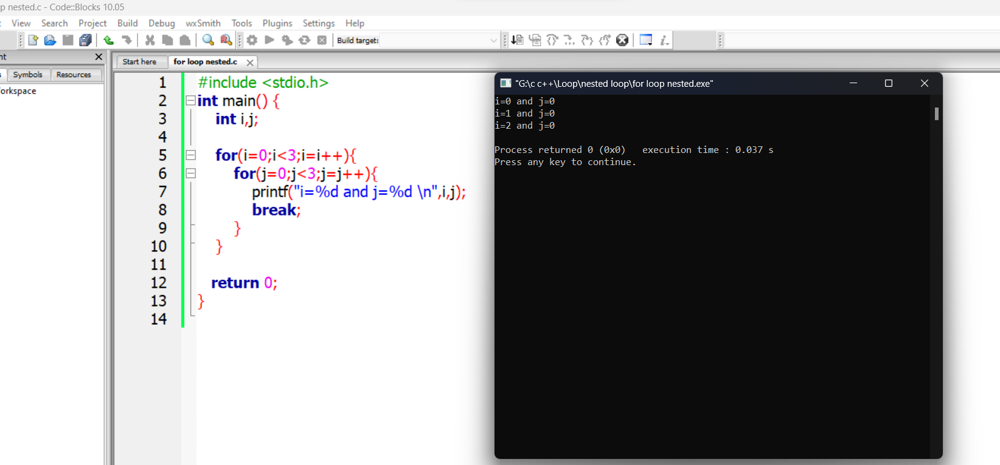 p nested.c - Code::Blocks 10.05
View Search Project Build Debug wxSmith Tools Plugins Settings Help
Build target:
Symbols Resources
Start here for loop nested.c
1 #include <stdio.h>
2 int main() {
3 int i,j;
4
5 for(i=0;i<3;i=i++){
6 for(j=0;j<3;j=j++){
7 printf("i=%d and j=%d \n",i,j);
8 break;
9 }
10 }
11
12 return 0;
13 }
14
"G:\c c++\Loop\nested loop\for loop nested.exe"
i=0 and j=0
i=1 and j=0
i=2 and j=0
Process returned 0 (0x0)   execution time : 0.037 s
Press any key to continue.